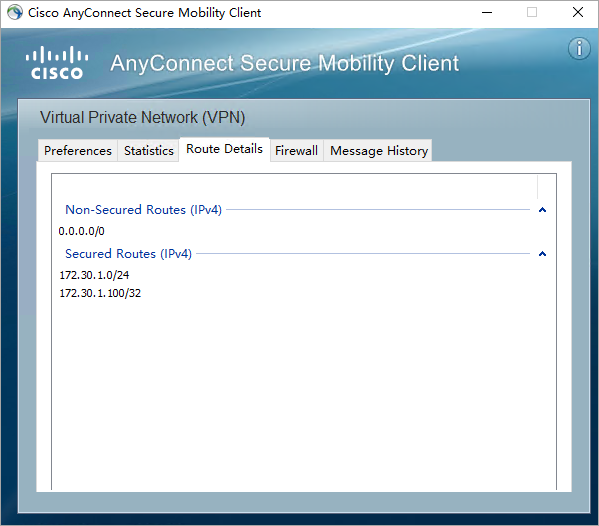 Cisco AnyConnect Secure Mobility Client
CISCO
AnyConnect Secure Mobility Client
i
Virtual Private Network (VPN)
Preferences Statistics Route Details Firewall Message History
Non-Secured Routes (IPv4)
0.0.0.0/0
Secured Routes (IPv4)
172.30.1.0/24
172.30.1.100/32